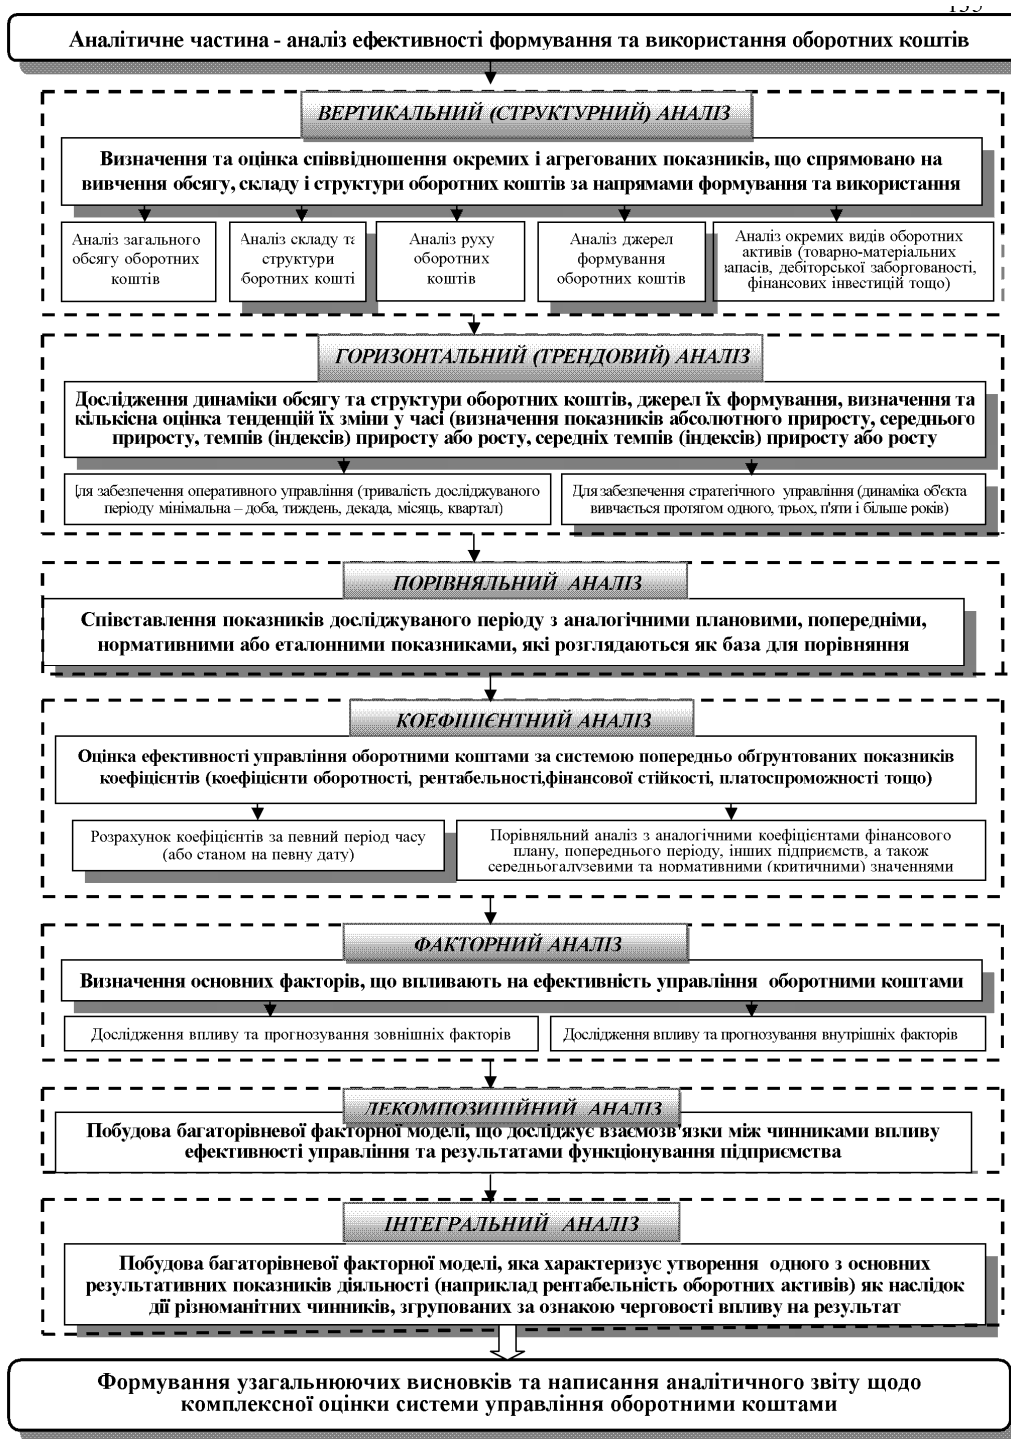 Аналітичне частина - аналіз ефективності формування та використання оборотних коштів
ВЕРТИКАЛЬНИЙ (СТРУКТУРНИЙ) АНАЛІЗ
Визначення та оцінка співвідношення окремих і агрегованих показників, що спрямовано на
вивчення обсягу, складу і структури оборотних коштів за напрямами формування та використання
Аналіз загального
обсягу оборотних
коштів
Аналіз складу та
структури
оборотних кошті
Аналіз руху
оборотних
коштів
Аналіз джерел
формування
оборотних коштів
Аналіз окремих видів оборотних
активів (товарно-матеріальних
запасів, дебіторської заборгованості,
фінансових інвестицій тощо)
ГОРИЗОНТАЛЬНИЙ (ТРЕНДОВИЙ) АНАЛІЗ
Дослідження динаміки обсягу та структури оборотних коштів, джерел їх формування, визначення та
кількісна оцінка тенденцій їх зміни у часі (визначення показників абсолютного приросту, середнього
приросту, темпів (індексів) приросту або росту, середніх темпів (індексів) приросту або росту
Для забезпечення оперативного управління (тривалість досліджуваного
періоду мінімальна – доба, тиждень, декада, місяць, квартал)
Для забезпечення стратегічного управління (динаміка об'єкта
вивчається протягом одного, трьох, п'яти і більше років)
ПОРІВНЯЛЬНИЙ АНАЛІЗ
Співставлення показників досліджуваного періоду з аналогічними плановими, попередніми,
нормативними або еталонними показниками, які розглядаються як база для порівняння
КОЕФІЦІЄНТНИЙ АНАЛІЗ
Оцінка ефективності управління оборотними коштами за системою попередньо обґрунтованих показників
коефіцієнтів (коефіцієнти оборотності, рентабельності,фінансової стійкості, платоспроможності тощо)
Розрахунок коефіцієнтів за певний період часу
(або станом на певну дату)
Порівняльний аналіз з аналогічними коефіцієнтами фінансового
плану, попереднього періоду, інших підприємств, а також
середньогалузевими та нормативними (критичними) значеннями
ФАКТОРНИЙ АНАЛІЗ
Визначення основних факторів, що впливають на ефективність управління оборотними коштами
Дослідження впливу та прогнозування зовнішніх факторів
Дослідження впливу та прогнозування внутрішніх факторів
ДЕКОМПОЗИЦІЙНИЙ АНАЛІЗ
Побудова багаторівневої факторної моделі, що досліджує взаємозв'язки між чинниками впливу
ефективності управління та результатами функціонування підприємства
ІНТЕГРАЛЬНИЙ АНАЛІЗ
Побудова багаторівневої факторної моделі, яка характеризує утворення одного з основних
результативних показників діяльності (наприклад рентабельність оборотних активів) як наслідок
дії різноманітних чинників, згрупованих за ознакою черговості впливу на результат
Формування узагальнюючих висновків та написання аналітичного звіту щодо
комплексної оцінки системи управління оборотними коштами